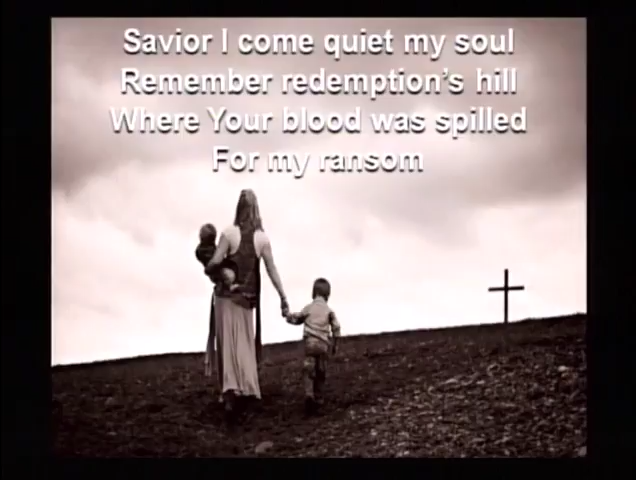 Savior I come quiet my soul
Remember redemption's hill
Where Your blood was spilled
For my ransom